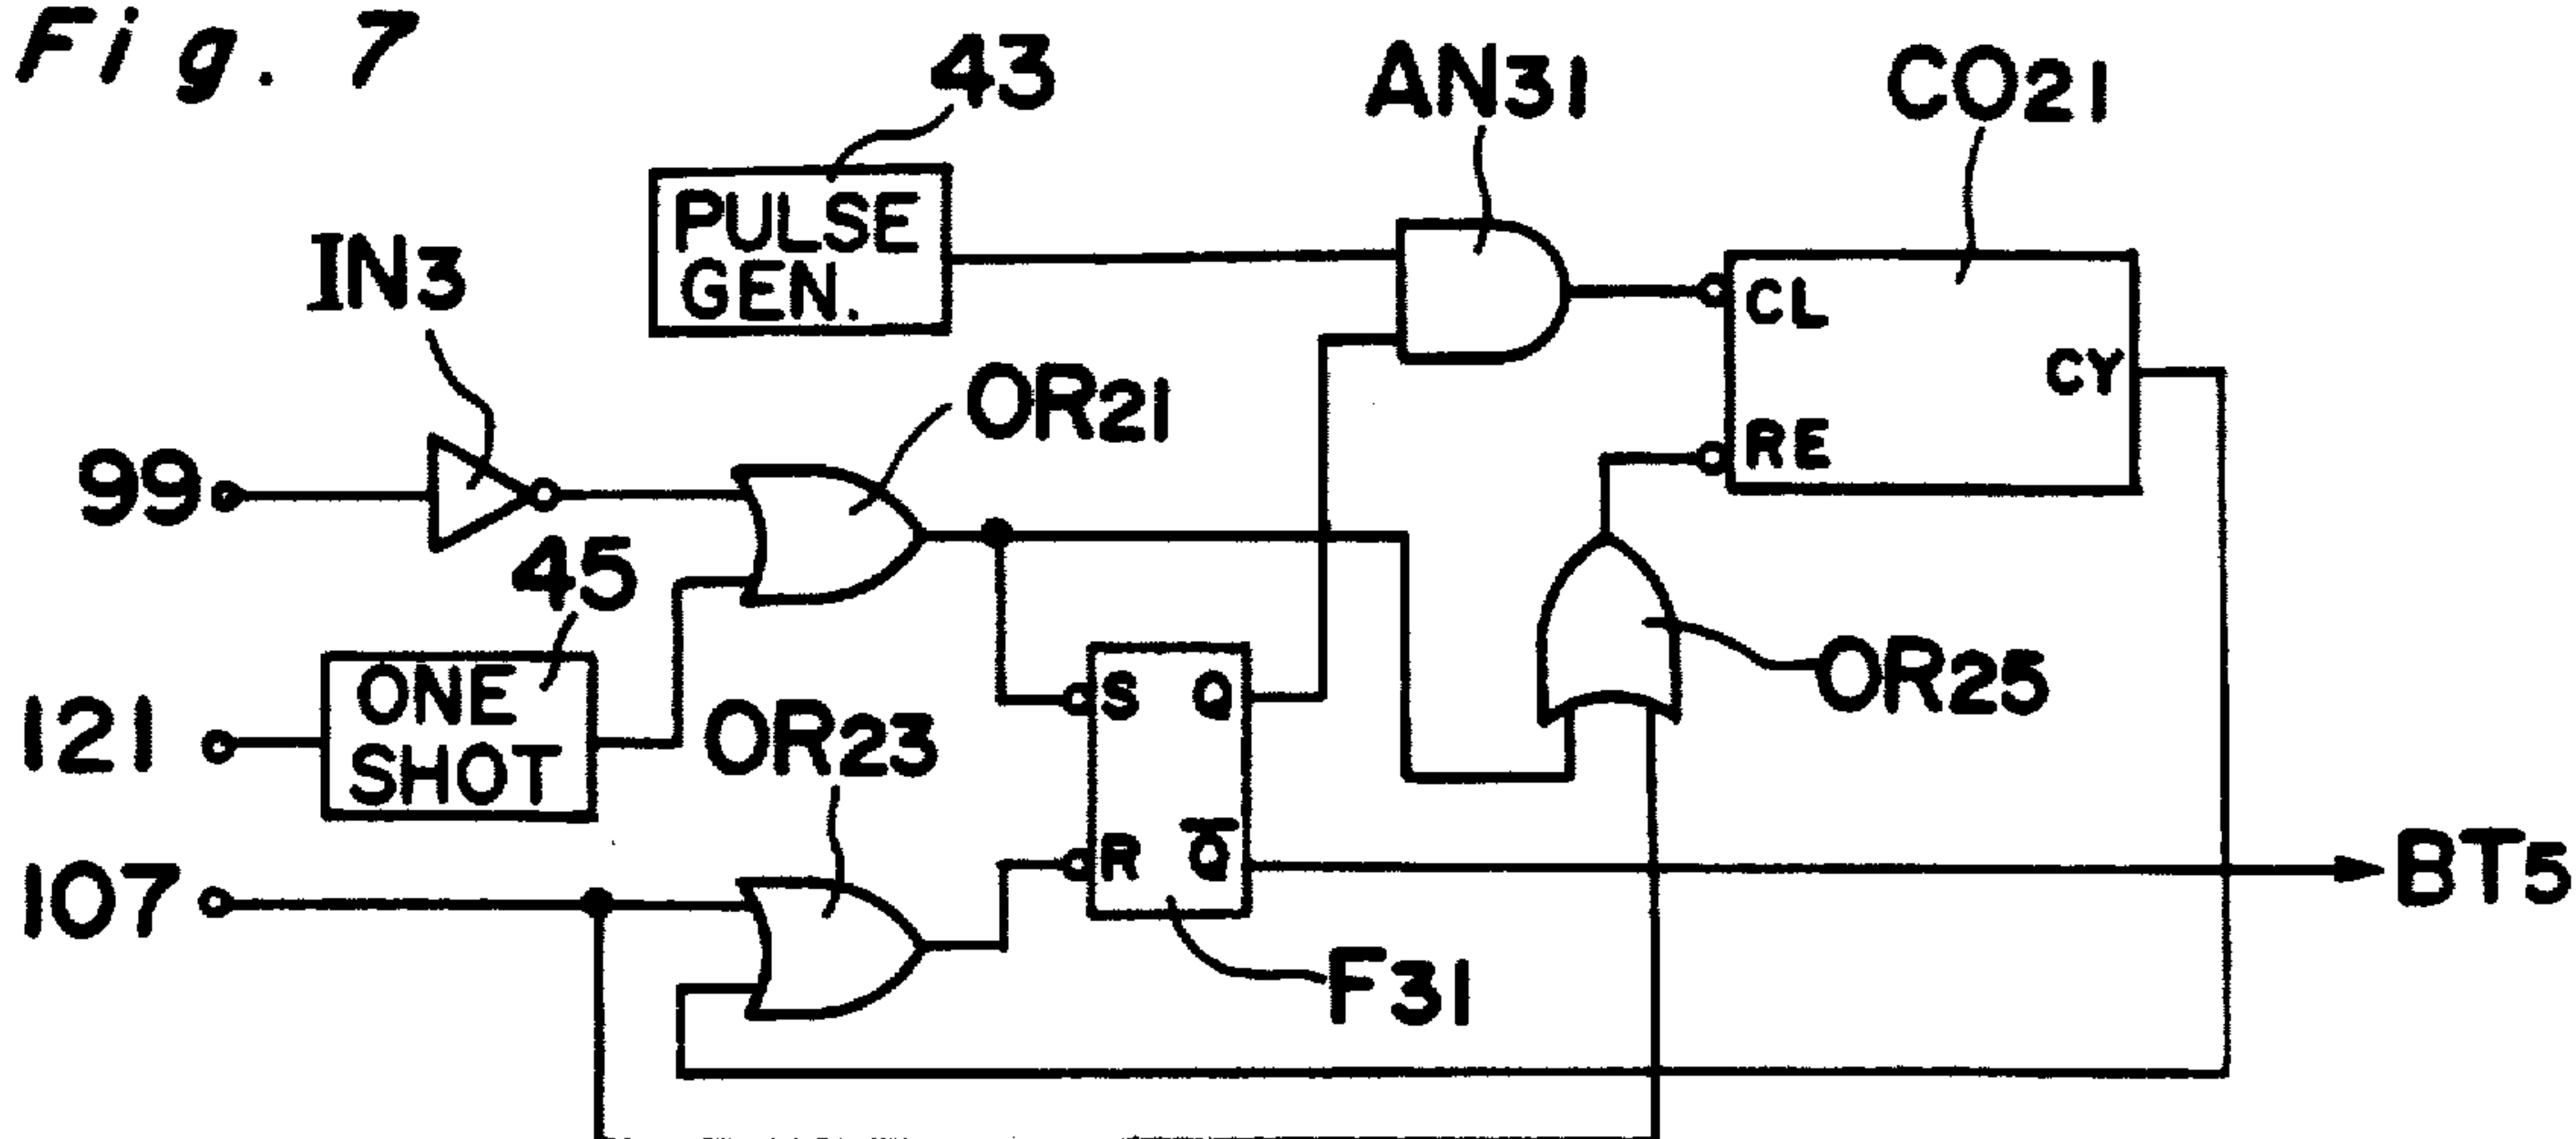 Fig. 7
43
AN31
CO21
PULSE
GEN.
IN3
CL
CY
OR21
RE
99
45
ONE
SHOT
S Q
OR25
121
OR23
R Q̅
107
BT5
F31